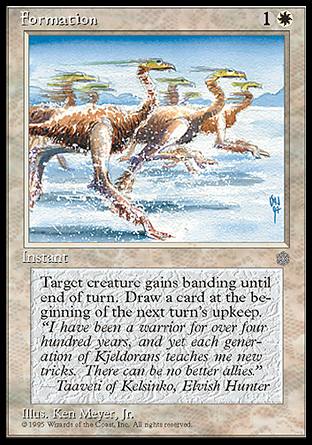 Formation 1
Instant
Target creature gains banding until
end of turn. Draw a card at the be-
ginning of the next turn's upkeep.
"I have been a warrior for over four
hundred years, and yet each gener-
ation of Kjeldorans teaches me new
tricks. There can be no better allies."
— Taaveti of Kelsinko, Elvish Hunter
Illus. Ken Meyer, Jr.
©1995 Wizards of the Coast, Inc. All rights reserved.